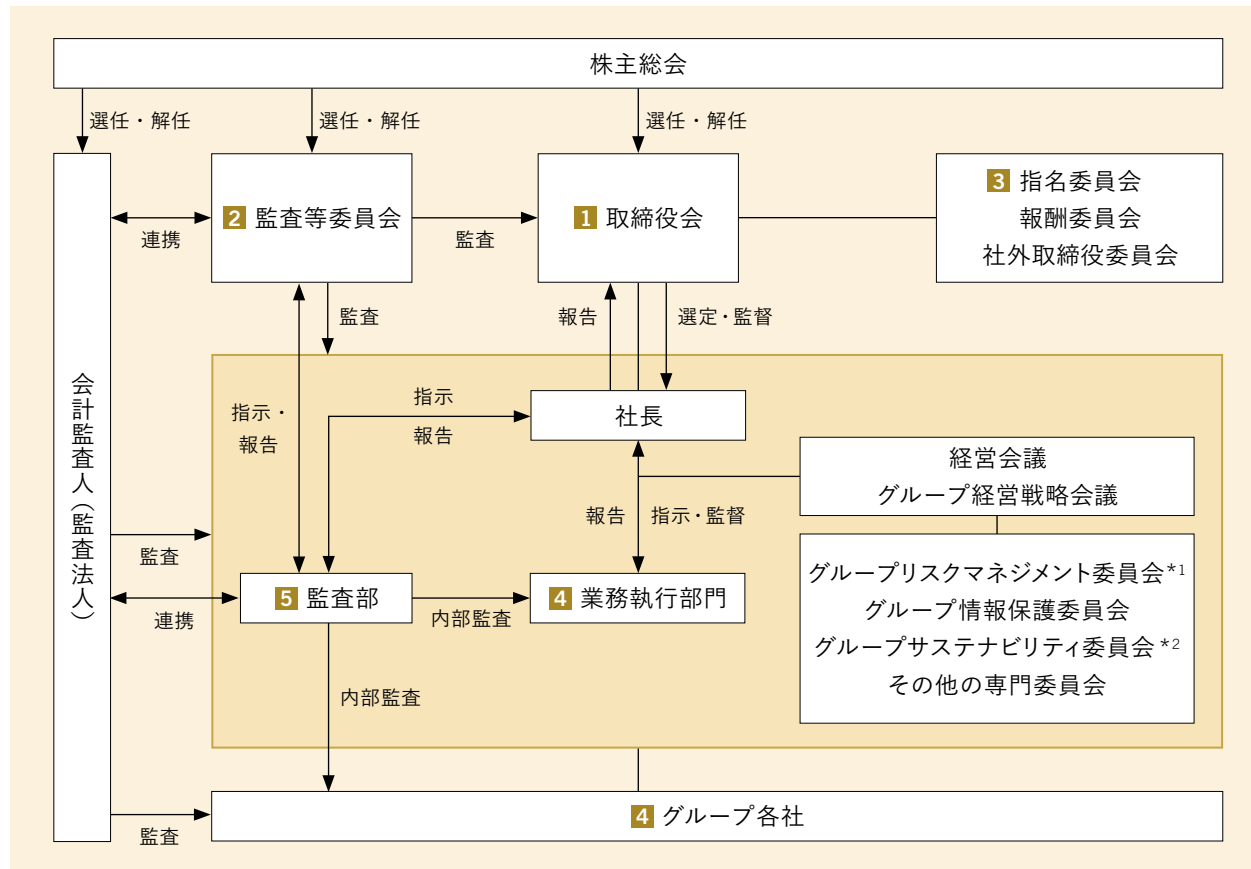 株主総会
選任・解任
選任・解任
選任・解任
2 監査等委員会
1 取締役会
3 指名委員会
報酬委員会
社外取締役委員会
連携
監査
監査
報告
選定・監督
会計監査人（監査法人）
指示・
報告
指示
報告
社長
経営会議
グループ経営戦略会議
報告
指示・監督
監査
グループリスクマネジメント委員会*1
グループ情報保護委員会
グループサステナビリティ委員会*2
その他の専門委員会
5 監査部
4 業務執行部門
連携
内部監査
内部監査
4 グループ各社
監査